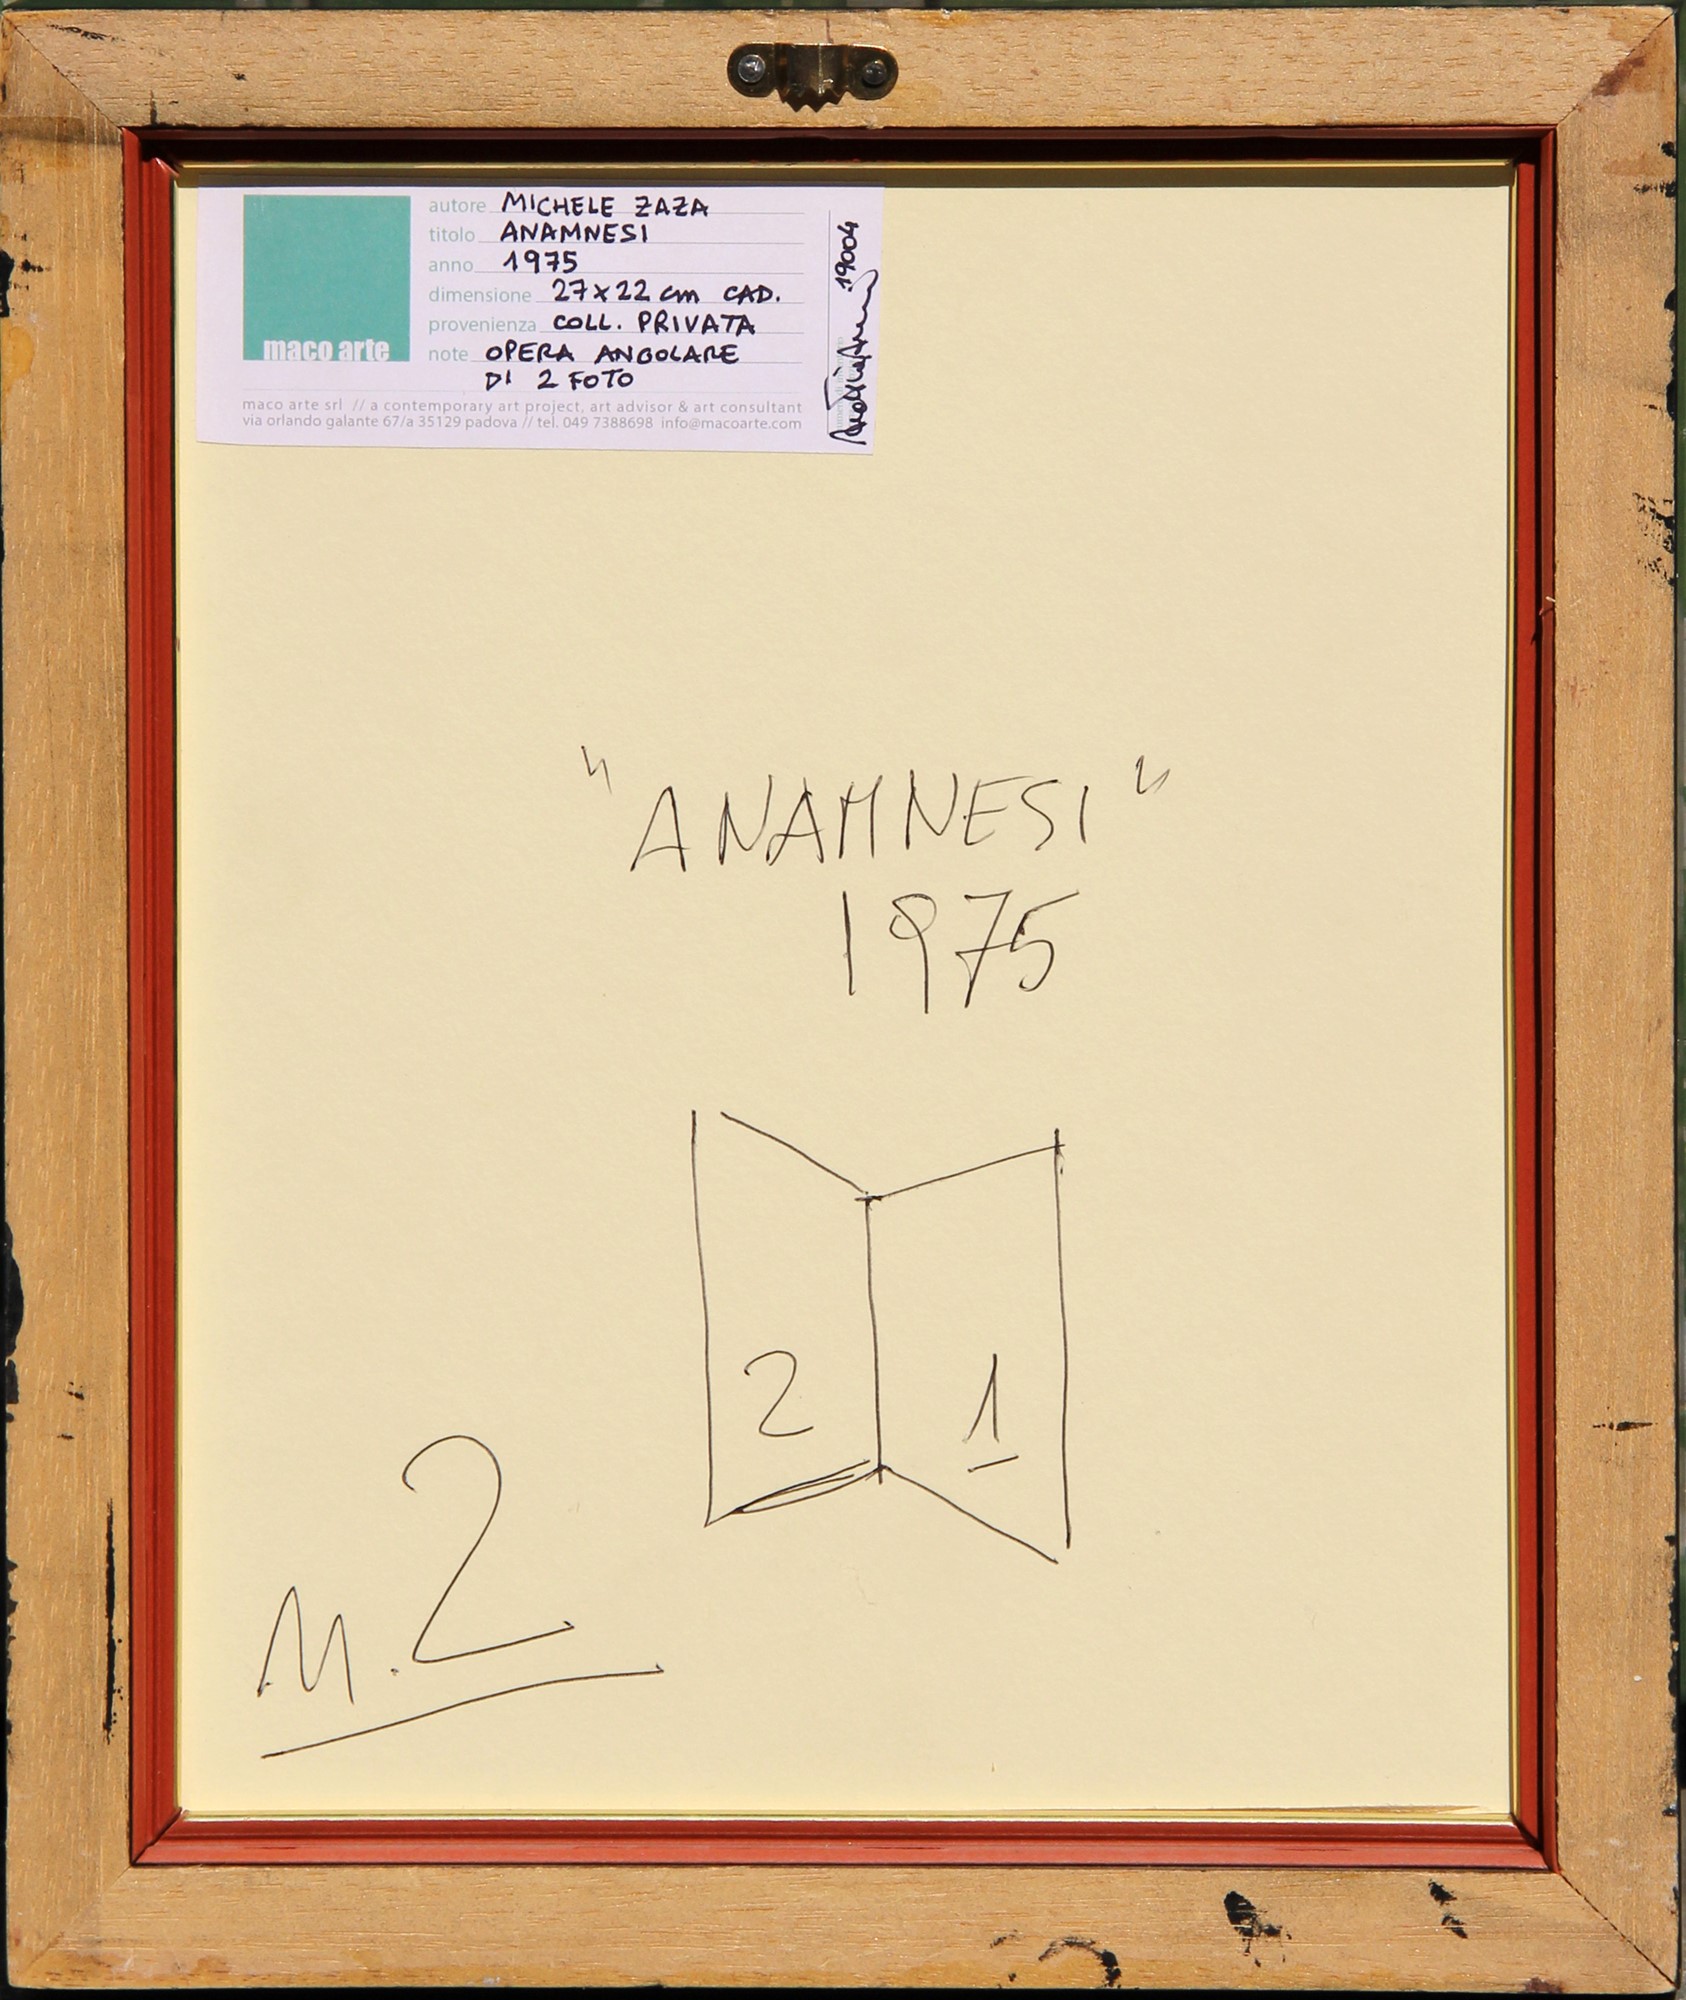 maco arte
autore MICHELE ZAZA
titolo ANAMNESI
anno 1975
dimensione 27x22 cm CAD.
provenienza COLL. PRIVATA
note OPERA ANGOLARE
DI 2 FOTO
maco arte srl // a contemporary art project, art advisor & art consultant
via orlando galante 67/a 35129 padova // tel. 049 7388698 info@macoarte.com
19004
"ANAMNESI"
1975
2 1
N.2